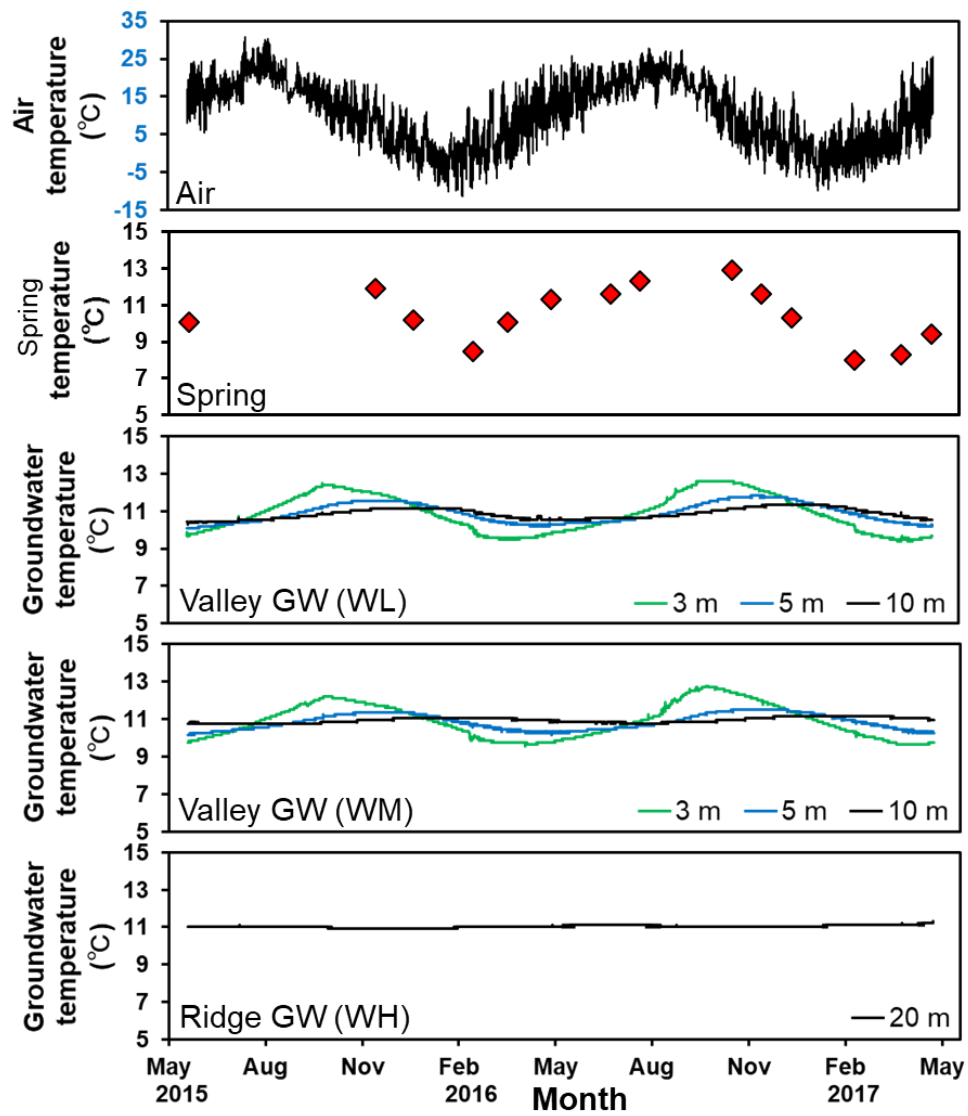 Air
temperature
(℃)
35
25
15
5
-5
-15
Air
Spring
temperature
(℃)
15
13
11
9
7
5
Spring
Groundwater
temperature
(℃)
15
13
11
9
7
5
Valley GW (WL)
3 m 5 m 10 m
Groundwater
temperature
(℃)
15
13
11
9
7
5
Valley GW (WM)
3 m 5 m 10 m
Groundwater
temperature
(℃)
15
13
11
9
7
5
Ridge GW (WH)
20 m
May Aug Nov Feb May Aug Nov Feb May
2015 2016 2017
Month